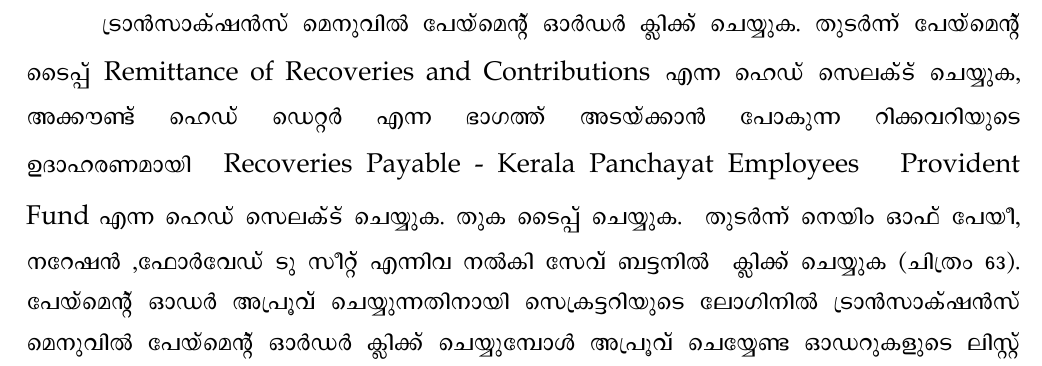 ട്രാൻസാക്ഷൻസ് മെനുവിൽ പേയ്മെന്റ് ഓർഡർ ക്ലിക്ക് ചെയ്യുക. തുടർന്ന് പേയ്മെന്റ്
ടൈപ്പ് Remittance of Recoveries and Contributions എന്ന ഹെഡ് സെലക്ട് ചെയ്യുക,
അക്കൗണ്ട് ഹെഡ് ഡെറ്റർ എന്ന ഭാഗത്ത് അടയ്ക്കാൻ പോകുന്ന റിക്കവറിയുടെ
ഉദാഹരണമായി Recoveries Payable - Kerala Panchayat Employees Provident
Fund എന്ന ഹെഡ് സെലക്ട് ചെയ്യുക. തുക ടൈപ്പ് ചെയ്യുക. തുടർന്ന് നെയിം ഓഫ് പേയീ,
നറേഷൻ ,ഫോർവേഡ് ടു സീറ്റ് എന്നിവ നൽകി സേവ് ബട്ടനിൽ ക്ലിക്ക് ചെയ്യുക (ചിത്രം 63).
പേയ്മെന്റ് ഓഡർ അപ്രൂവ് ചെയ്യുന്നതിനായി സെക്രട്ടറിയുടെ ലോഗിനിൽ ട്രാൻസാക്ഷൻസ്
മെനുവിൽ പേയ്മെന്റ് ഓർഡർ ക്ലിക്ക് ചെയ്യുമ്പോൾ അപ്രൂവ് ചെയ്യേണ്ട ഓഡറുകളുടെ ലിസ്റ്റ്